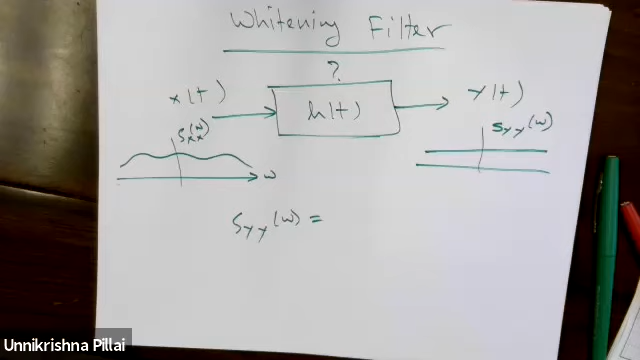 Whitening Filter
?
x(t)
h(t)
Y(t)
Sxx(ω)
Syy(ω)
ω
Syy(ω) =
Unnikrishna Pillai